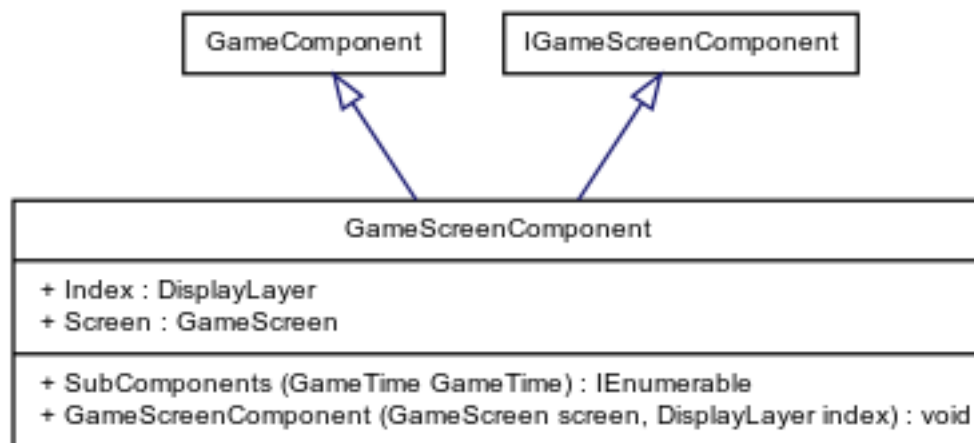 GameComponent
IGameScreenComponent
GameScreenComponent
+ Index : DisplayLayer
+ Screen : GameScreen
+ SubComponents (GameTime GameTime) : IEnumerable
+ GameScreenComponent (GameScreen screen, DisplayLayer index) : void